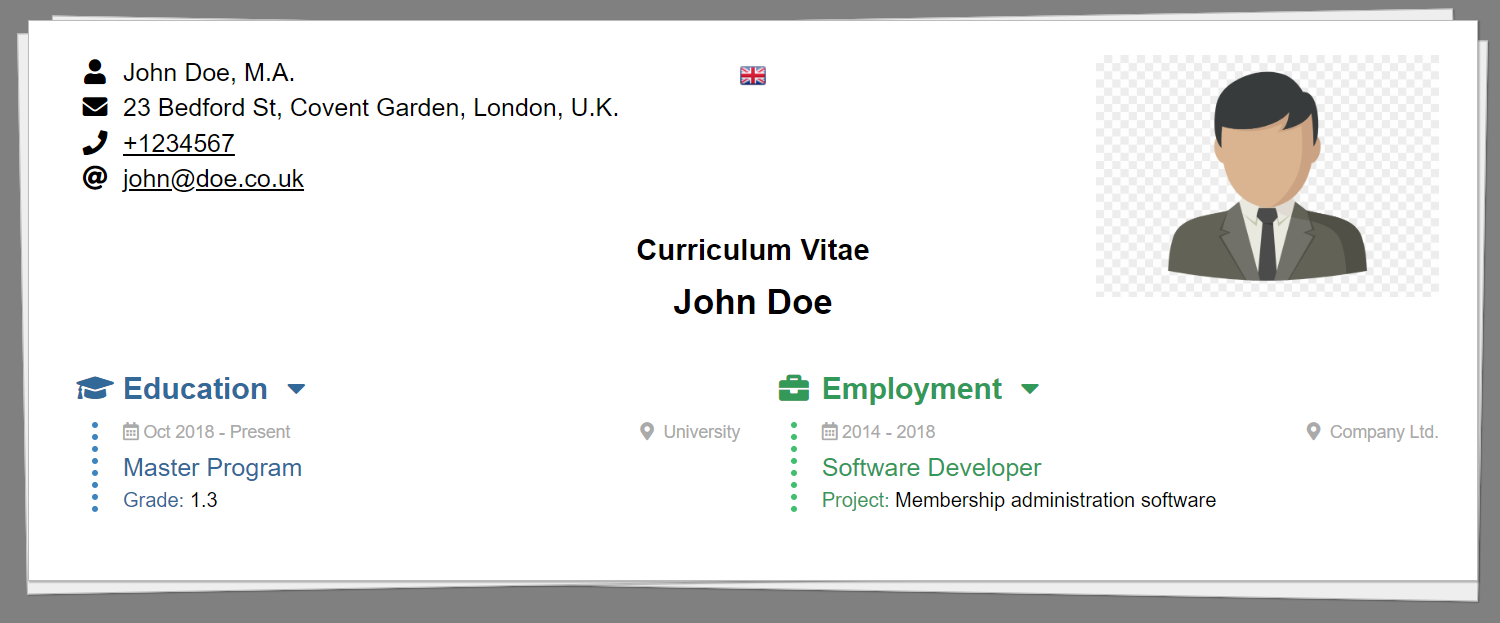 John Doe, M.A.
23 Bedford St, Covent Garden, London, U.K.
+1234567
john@doe.co.uk
Curriculum Vitae
John Doe
Education
Oct 2018 - Present University
Master Program
Grade: 1.3
Employment
2014 - 2018 Company Ltd.
Software Developer
Project: Membership administration software